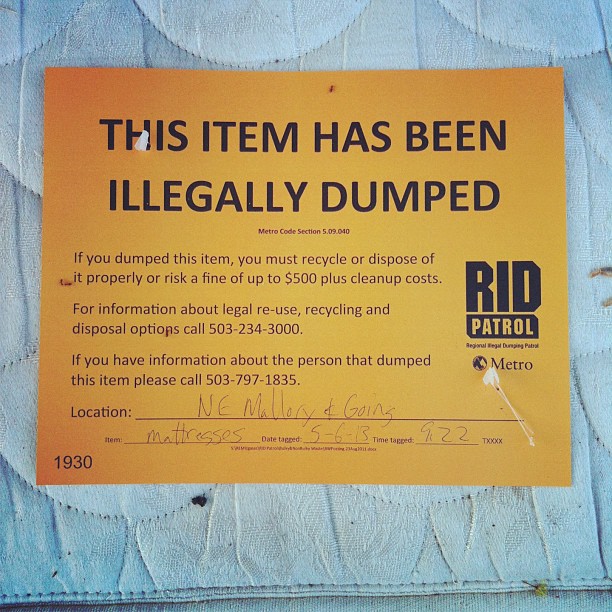 THIS ITEM HAS BEEN
ILLEGALLY DUMPED
Metro Code Section 5.09.040
If you dumped this item, you must recycle or dispose of
it properly or risk a fine of up to $500 plus cleanup costs.
For information about legal re-use, recycling and
disposal options call 503-234-3000.
If you have information about the person that dumped
this item please call 503-797-1835.
RID
PATROL
Regional Illegal Dumping Patrol
Metro
Location: NE Mallory & Going
Item: mattresses Date tagged: 5-6-13 Time tagged: 9:22 TXXXX
1930